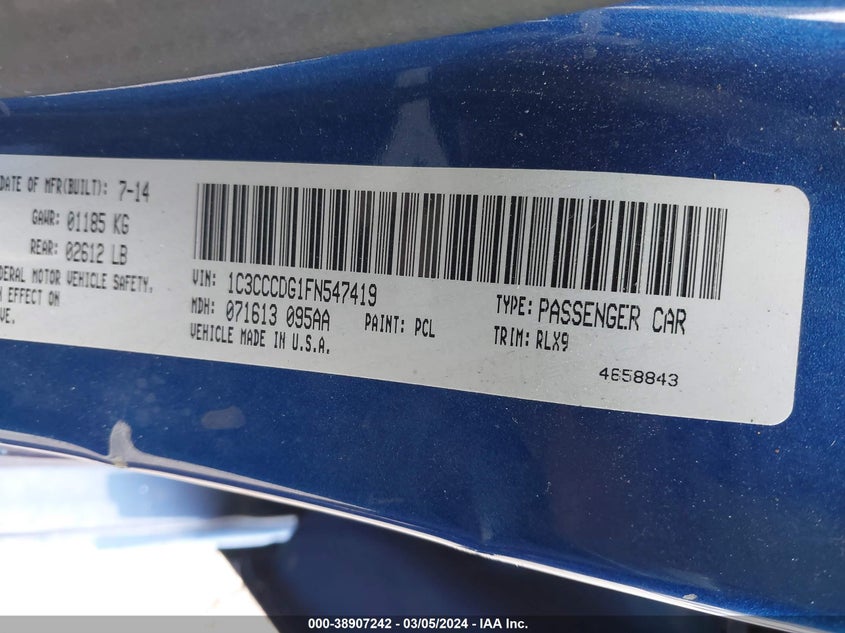 DATE OF MFR(BUILT): 7-14
GAWR: 01185 KG
REAR: 02612 LB
DERAL MOTOR VEHICLE SAFETY.
EFFECT ON
VE.
VIN: 1C3CCCDG1FN547419
MDH: 071613 095AA PAINT: PCL
VEHICLE MADE IN U.S.A.
TYPE: PASSENGER CAR
TRIM: RLX9
4658843
000-38907242 — 03/05/2024 — IAA Inc.